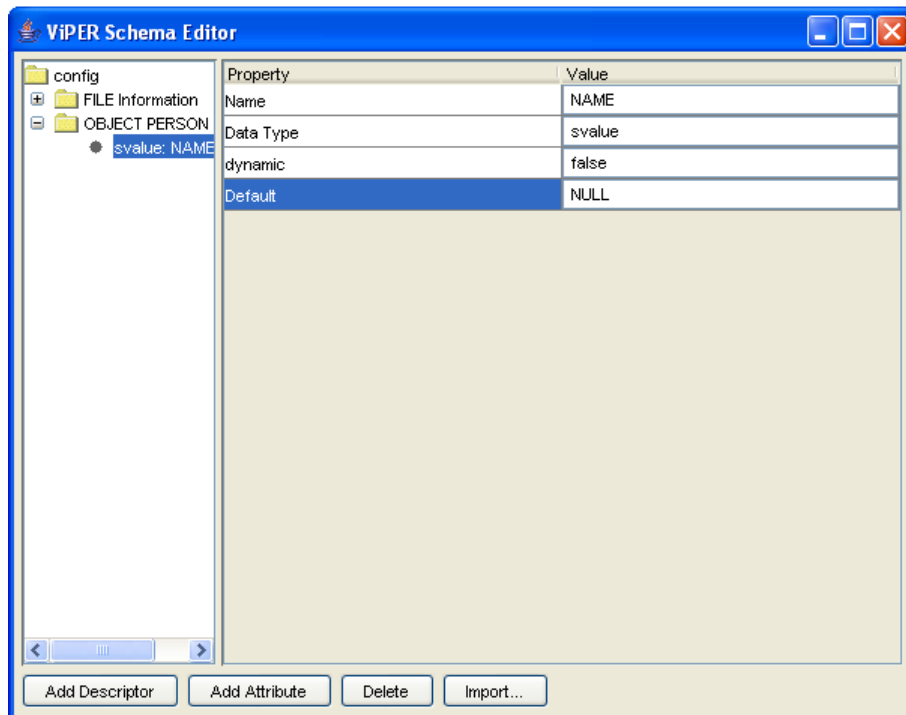 ViPER Schema Editor
config
FILE Information
OBJECT PERSON
svalue: NAME
Property Value
Name NAME
Data Type svalue
dynamic false
Default NULL
Add Descriptor Add Attribute Delete Import...